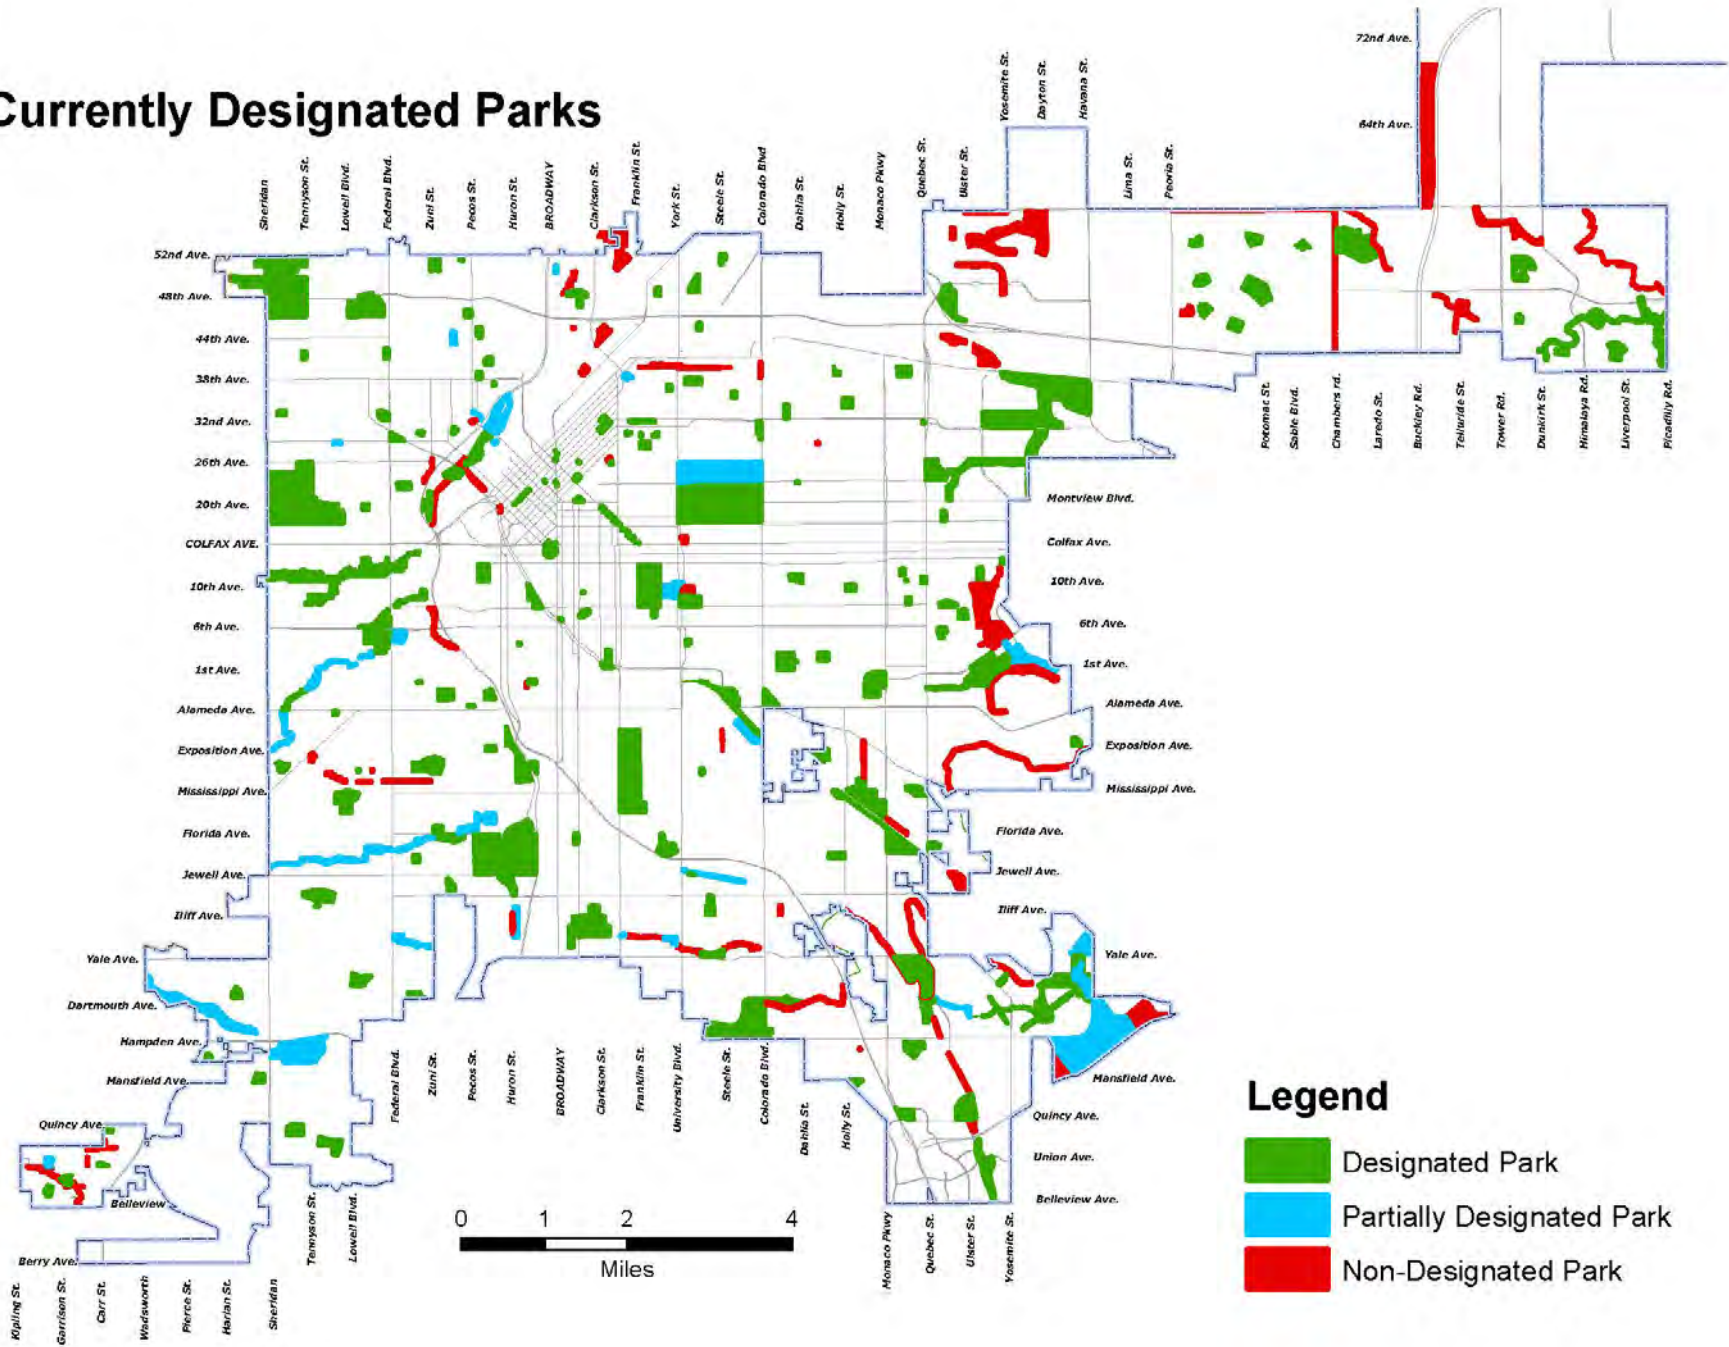 Currently Designated Parks
72nd Ave.
64th Ave.
Yosemite St.
Dayton St.
Havana St.
Sheridan
Tennyson St.
Lowell Blvd.
Federal Blvd.
Zuni St.
Pecos St.
Huron St.
BROADWAY
Clarkson St.
Franklin St.
York St.
Steele St.
Colorado Blvd
Dahlia St.
Holly St.
Monaco Pkwy
Quebec St.
Ulster St.
Lima St.
Peoria St.
52nd Ave.
48th Ave.
44th Ave.
38th Ave.
32nd Ave.
26th Ave.
20th Ave.
COLFAX AVE.
10th Ave.
6th Ave.
1st Ave.
Alameda Ave.
Exposition Ave.
Mississippi Ave.
Florida Ave.
Jewell Ave.
Iliff Ave.
Yale Ave.
Dartmouth Ave.
Hampden Ave.
Mansfield Ave.
Quincy Ave.
Belleview
Berry Ave.
Potomac St.
Sable Blvd.
Chambers rd.
Laredo St.
Buckley Rd.
Telluride St.
Tower Rd.
Dunkirk St.
Himalaya Rd.
Liverpool St.
Picadilly Rd.
Montview Blvd.
Colfax Ave.
10th Ave.
6th Ave.
1st Ave.
Alameda Ave.
Exposition Ave.
Mississippi Ave.
Florida Ave.
Jewell Ave.
Iliff Ave.
Yale Ave.
Mansfield Ave.
Quincy Ave.
Union Ave.
Belleview Ave.
Federal Blvd.
Zuni St.
Pecos St.
Huron St.
BROADWAY
Clarkson St.
Franklin St.
University Blvd.
Steele St.
Colorado Blvd.
Dahlia St.
Holly St.
Monaco Pkwy
Quebec St.
Ulster St.
Yosemite St.
Kipling St.
Garrison St.
Carr St.
Wadsworth
Pierce St.
Harlan St.
Sheridan
Tennyson St.
Lowell Blvd.
0 1 2 4
Miles
Legend
Designated Park
Partially Designated Park
Non-Designated Park